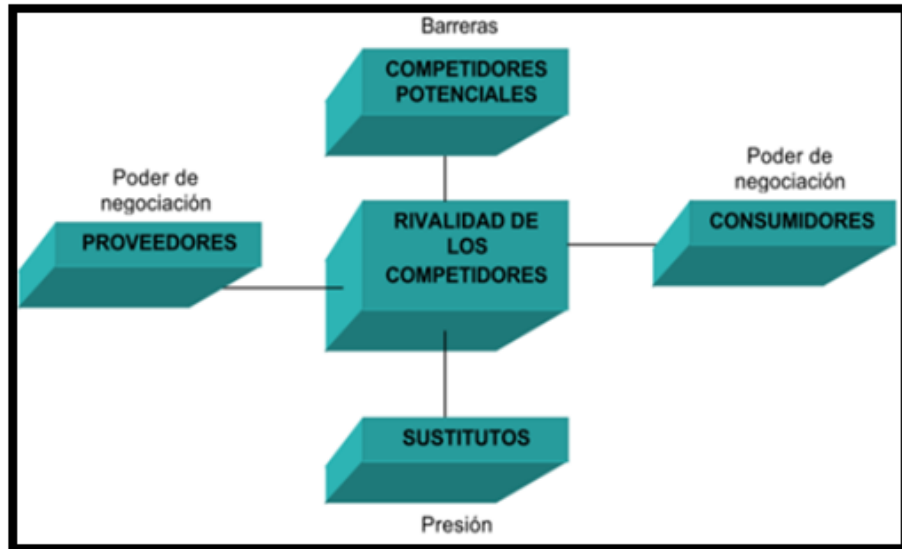 Barreras
COMPETIDORES
POTENCIALES
Poder de
negociación
PROVEEDORES
RIVALIDAD DE
LOS
COMPETIDORES
Poder de
negociación
CONSUMIDORES
SUSTITUTOS
Presión